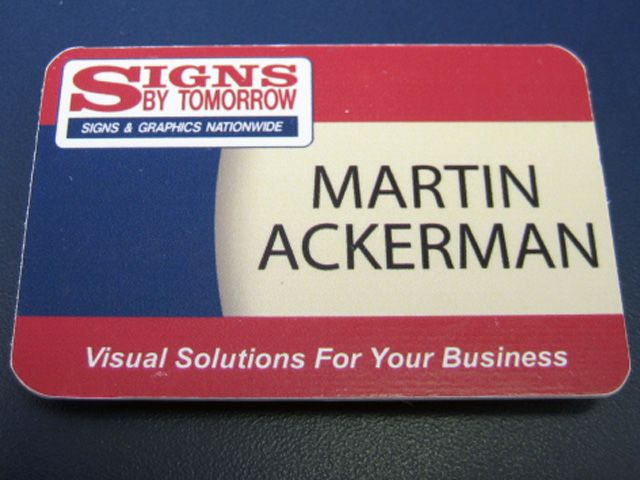 SIGNS
BY TOMORROW
SIGNS & GRAPHICS NATIONWIDE
MARTIN
ACKERMAN
Visual Solutions For Your Business